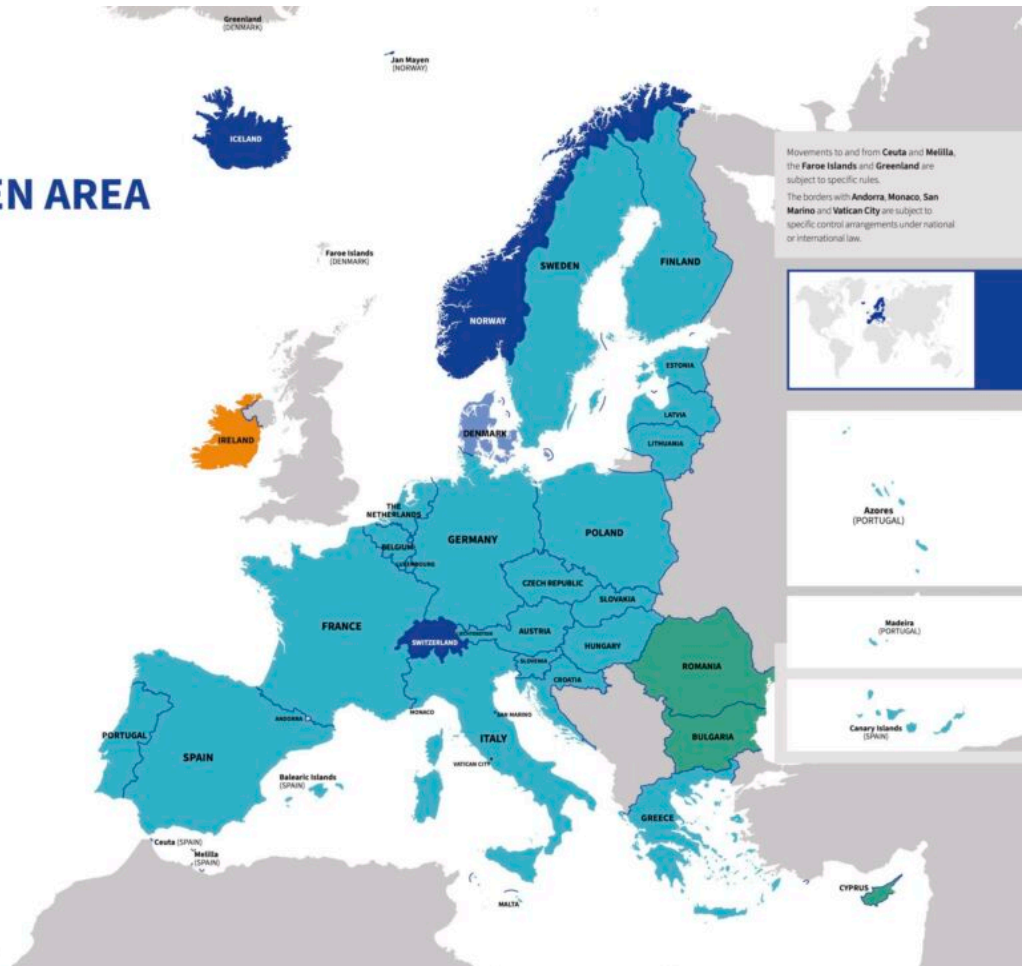 Greenland
(DENMARK)
Jan Mayen
(NORWAY)
ICELAND
EN AREA
Movements to and from Ceuta and Melilla,
the Faroe Islands and Greenland are
subject to specific rules.
The borders with Andorra, Monaco, San
Marino and Vatican City are subject to
specific control arrangements under national
or international law.
Faroe Islands
(DENMARK)
SWEDEN
FINLAND
NORWAY
ESTONIA
LATVIA
LITHUANIA
IRELAND
DENMARK
THE
NETHERLANDS
BELGIUM
LUXEMBOURG
GERMANY
POLAND
Azores
(PORTUGAL)
CZECH REPUBLIC
SLOVAKIA
FRANCE
SWITZERLAND
AUSTRIA
HUNGARY
SLOVENIA
CROATIA
ROMANIA
Madeira
(PORTUGAL)
ANDORRA
MONACO
SAN MARINO
PORTUGAL
SPAIN
ITALY
VATICAN CITY
BULGARIA
Canary Islands
(SPAIN)
Balearic Islands
(SPAIN)
GREECE
Ceuta (SPAIN)
Melilla
(SPAIN)
MALTA
CYPRUS